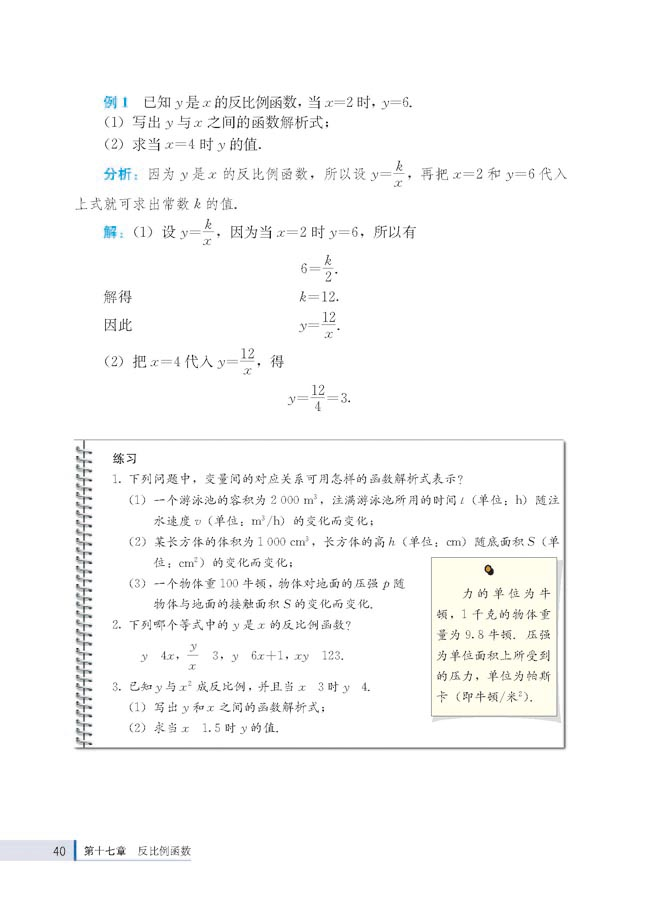 例1 已知 y 是 x 的反比例函数，当 x=2 时，y=6.
(1) 写出 y 与 x 之间的函数解析式；
(2) 求当 x=4 时 y 的值.
分析：因为 y 是 x 的反比例函数，所以设 y=k/x，再把 x=2 和 y=6 代入
上式就可求出常数 k 的值.
解：(1) 设 y=k/x，因为当 x=2 时 y=6，所以有
6=k/2.
解得 k=12.
因此 y=12/x.
(2) 把 x=4 代入 y=12/x，得
y=12/4=3.
练习
1. 下列问题中，变量间的对应关系可用怎样的函数解析式表示？
(1) 一个游泳池的容积为 2 000 m³，注满游泳池所用的时间 t（单位：h）随注
水速度 v（单位：m³/h）的变化而变化；
(2) 某长方体的体积为 1 000 cm³，长方体的高 h（单位：cm）随底面积 S（单
位：cm²）的变化而变化；
(3) 一个物体重 100 牛顿，物体对地面的压强 p 随
物体与地面的接触面积 S 的变化而变化.
2. 下列哪个等式中的 y 是 x 的反比例函数？
y 4x，y/x 3，y 6x+1，xy 123.
3. 已知 y 与 x² 成反比例，并且当 x 3 时 y 4.
(1) 写出 y 和 x 之间的函数解析式；
(2) 求当 x 1.5 时 y 的值.
力的单位为牛
顿，1 千克的物体重
量为 9.8 牛顿. 压强
为单位面积上所受到
的压力，单位为帕斯
卡（即牛顿/米²）.
40 第十七章 反比例函数